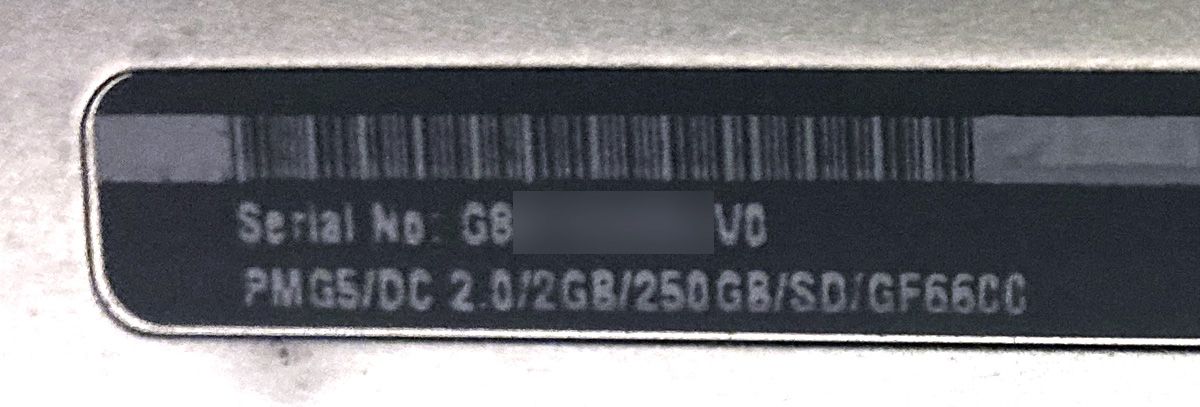 Serial No: G8 V0
PMG5/DC 2.0/2GB/250GB/SD/GF66CC